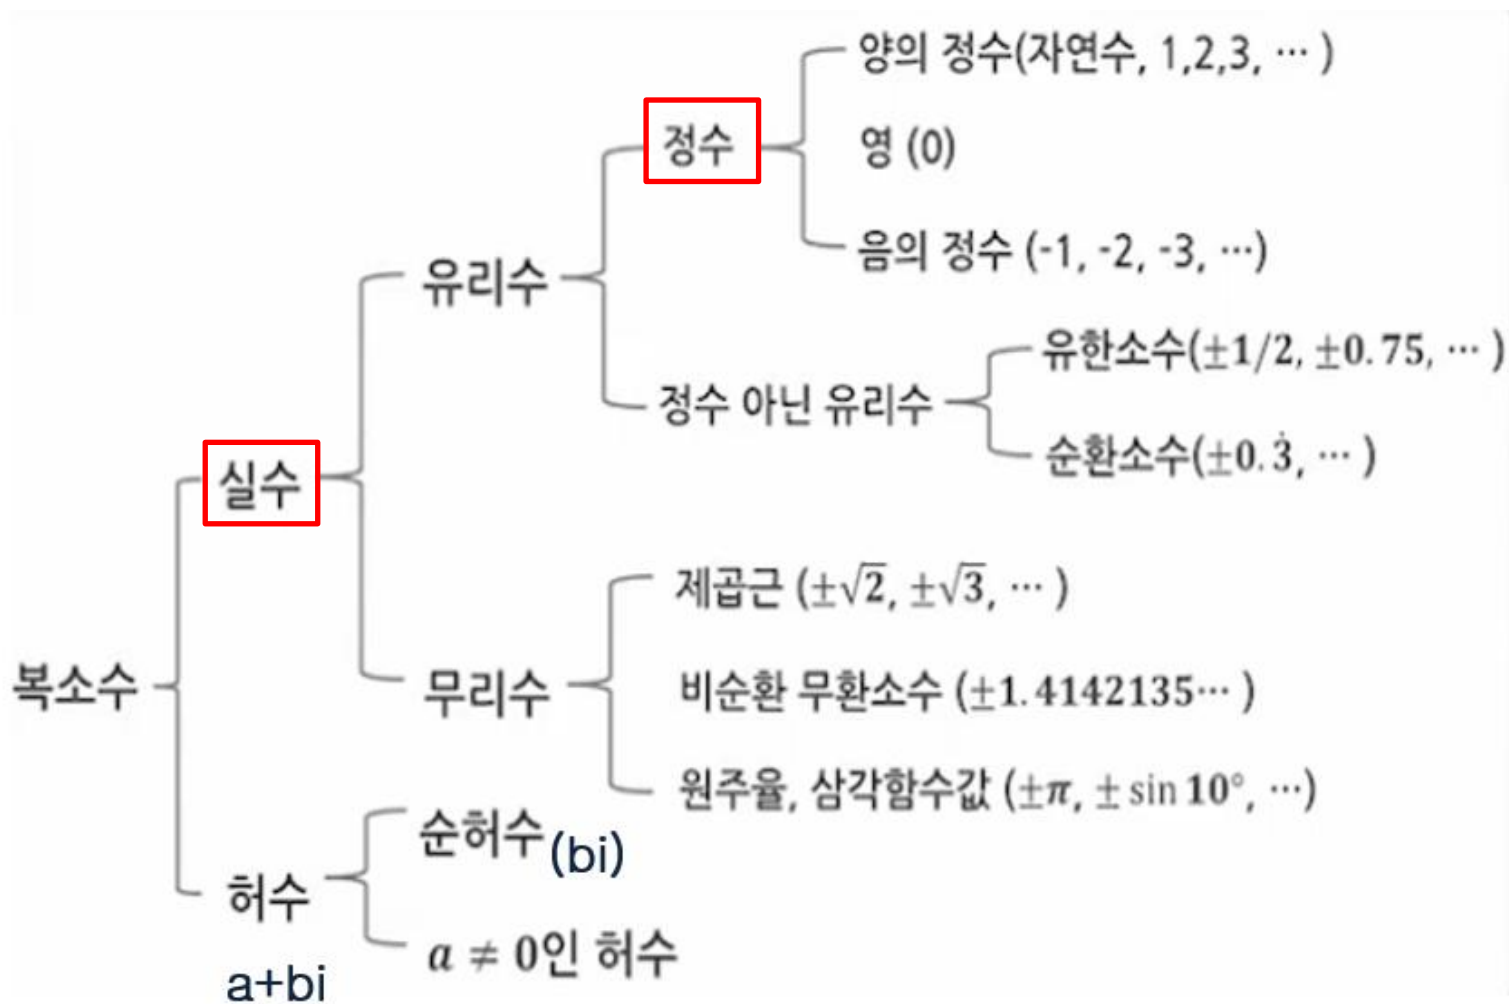 양의 정수(자연수, 1,2,3, ⋯ )
정수
영 (0)
음의 정수 (-1, -2, -3, ⋯)
유리수
유한소수(±1/2, ±0.75, ⋯ )
정수 아닌 유리수
순환소수(±0.3̇, ⋯ )
실수
제곱근 (±√2, ±√3, ⋯ )
복소수
무리수
비순환 무환소수 (±1.4142135⋯ )
원주율, 삼각함수값 (±π, ± sin 10°, ⋯)
순허수(bi)
허수
a ≠ 0인 허수
a+bi